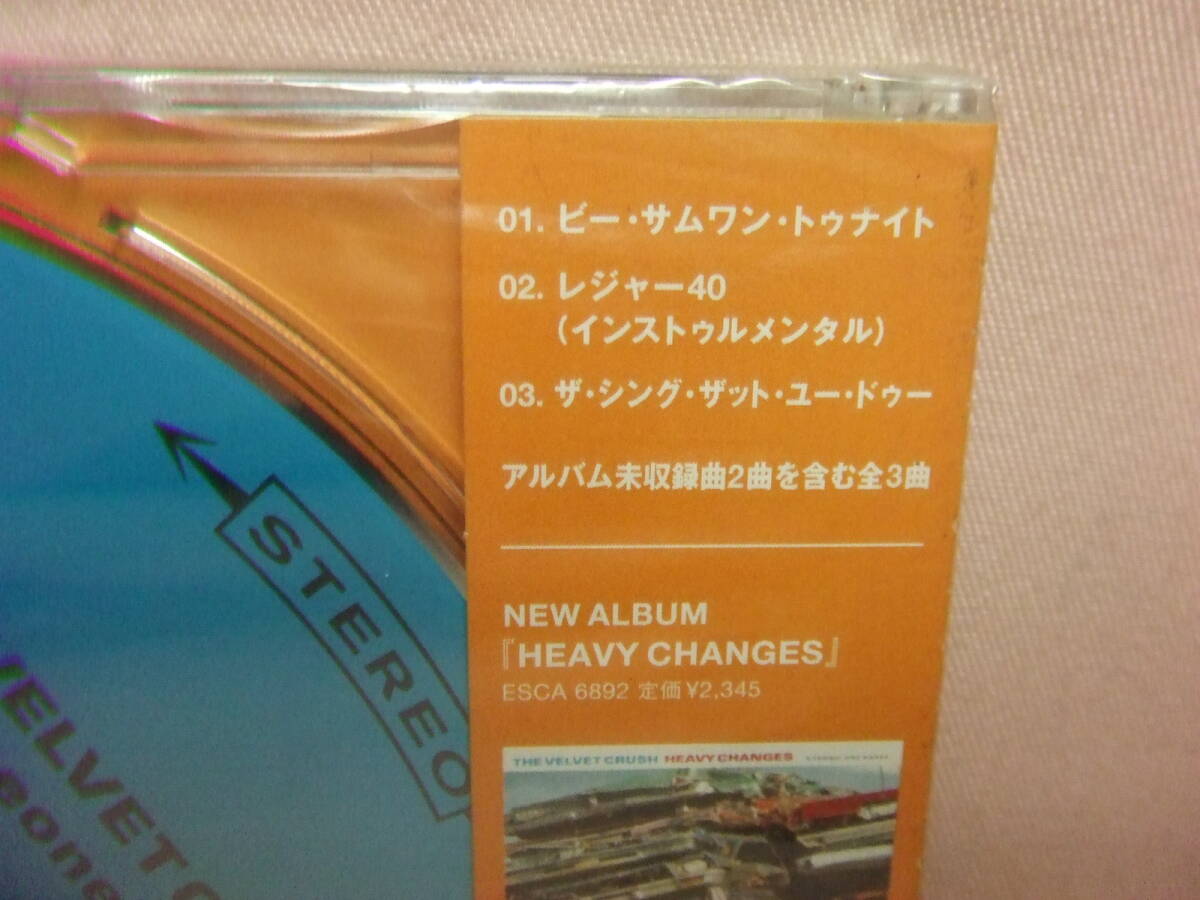 01. ビー・サムワン・トゥナイト
02. レジャー40
(インストゥルメンタル)
03. ザ・シング・ザット・ユー・ドゥー
アルバム未収録曲2曲を含む全3曲
NEW ALBUM
『HEAVY CHANGES』
ESCA 6892 定価¥2,345
THE VELVET CRUSH HEAVY CHANGES
STEREO
VELVET
eone